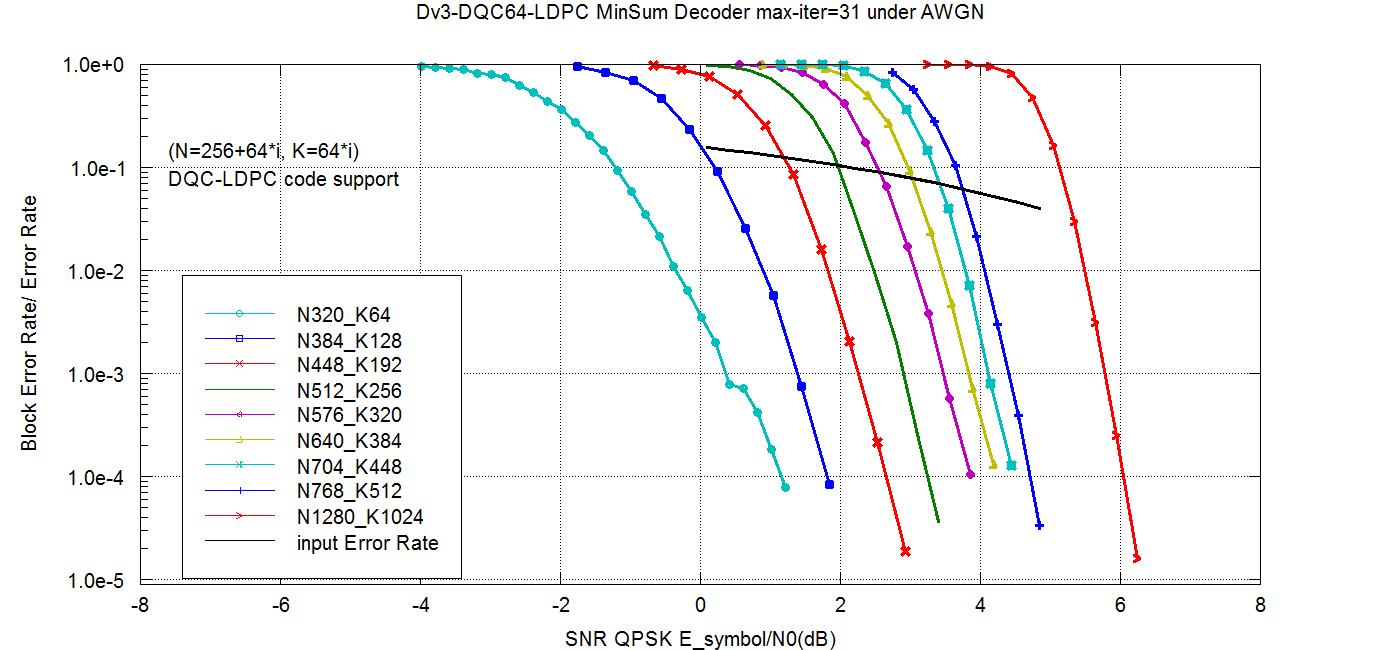 Dv3-DQC64-LDPC MinSum Decoder max-iter=31 under AWGN
1.0e+0
(N=256+64*i, K=64*i)
1.0e-1
DQC-LDPC code support
Block Error Rate/ Error Rate
1.0e-2
N320_K64
N384_K128
N448_K192
1.0e-3
N512_K256
N576_K320
N640_K384
N704_K448
1.0e-4
N768_K512
N1280_K1024
input Error Rate
1.0e-5
-8 -6 -4 -2 0 2 4 6 8
SNR QPSK E_symbol/N0(dB)